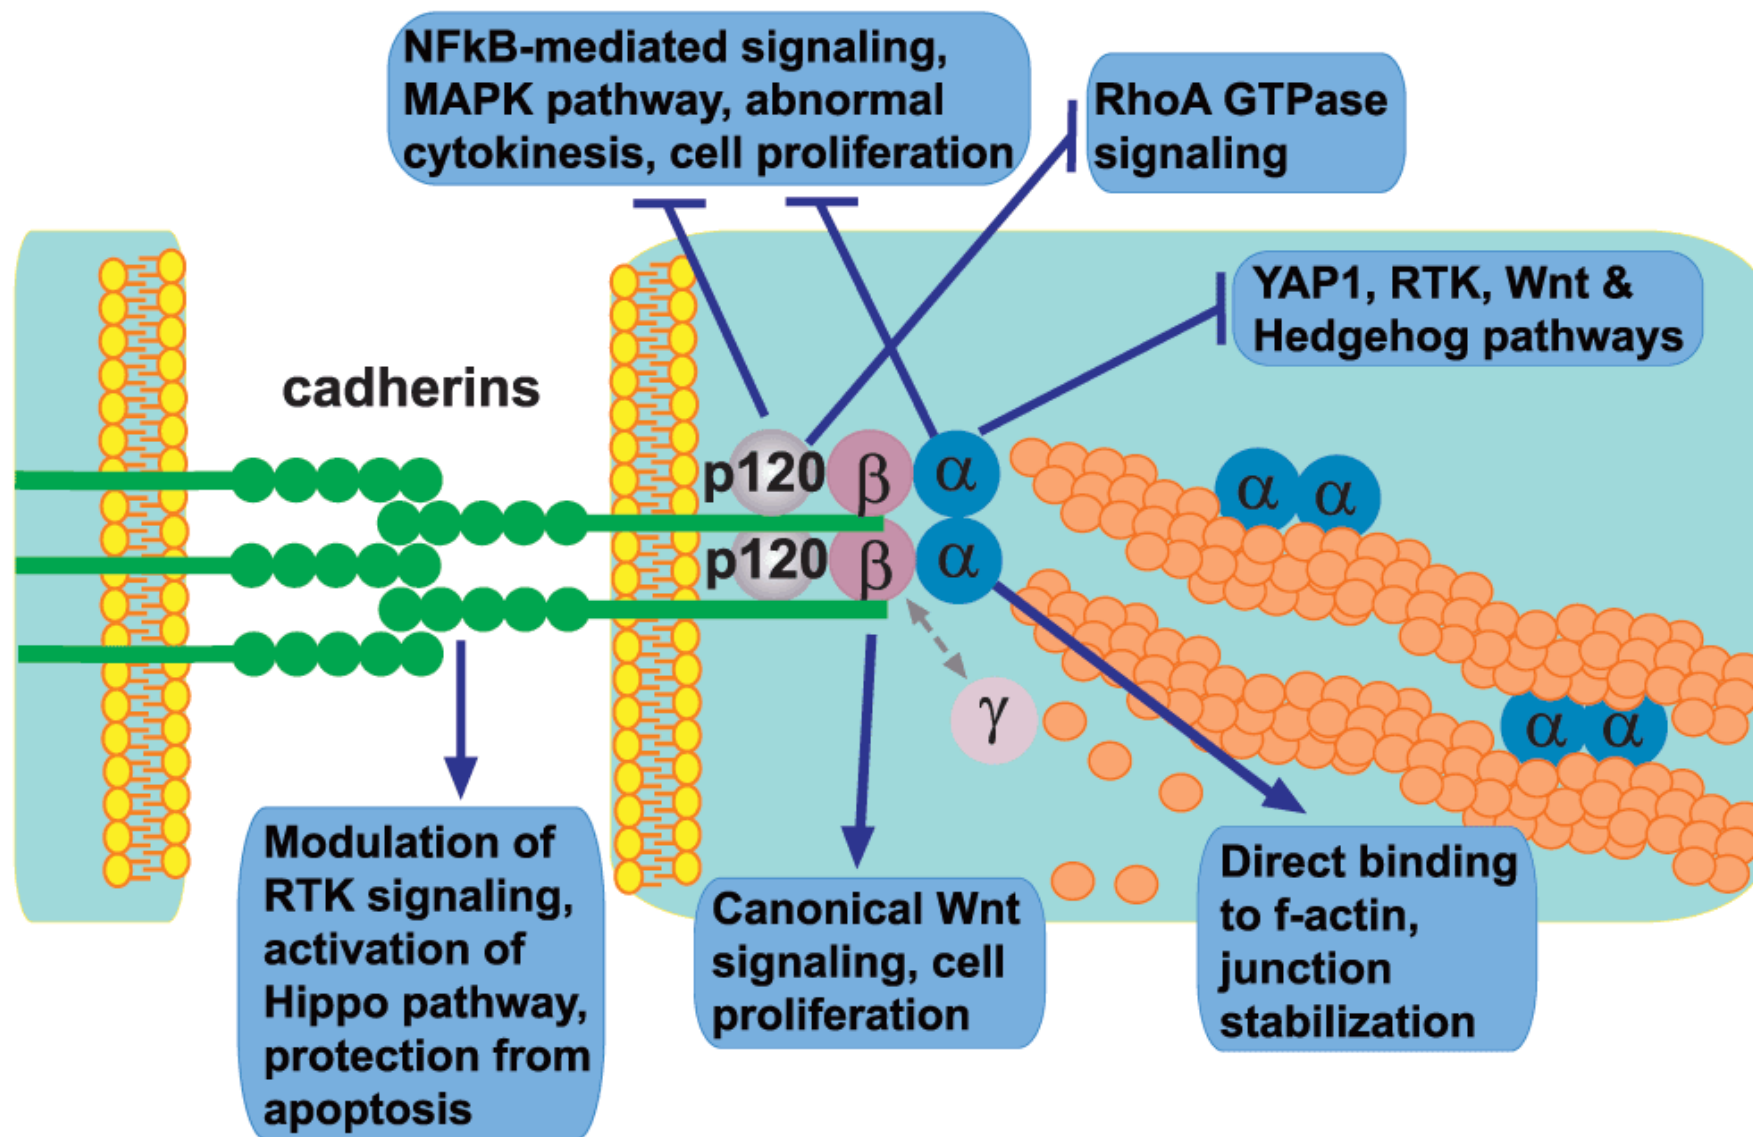 NFkB-mediated signaling,
MAPK pathway, abnormal
cytokinesis, cell proliferation
RhoA GTPase
signaling
YAP1, RTK, Wnt &
Hedgehog pathways
cadherins
p120 β α
α α
p120 β α
γ
α α
Modulation of
RTK signaling,
activation of
Hippo pathway,
protection from
apoptosis
Canonical Wnt
signaling, cell
proliferation
Direct binding
to f-actin,
junction
stabilization